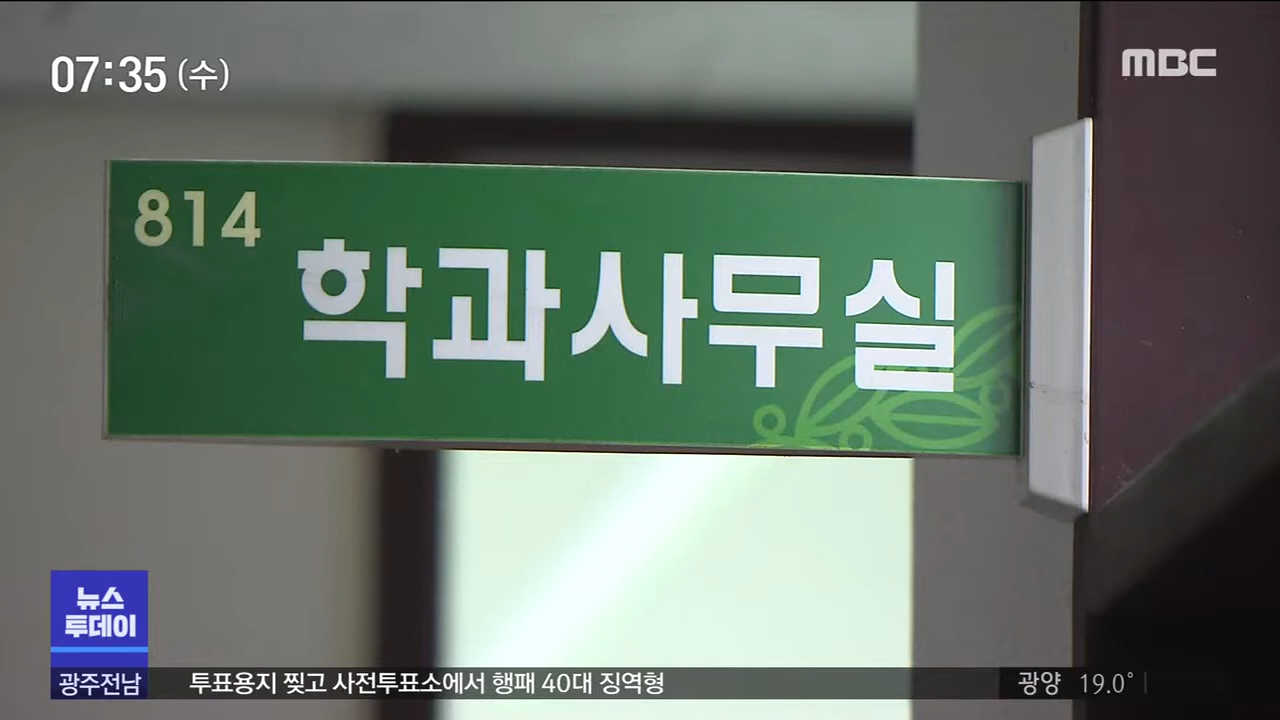 07:35 (수)
MBC
814
학과사무실
뉴스
투데이
광주전남
투표용지 찢고 사전투표소에서 행패 40대 징역형
광양 19.0°